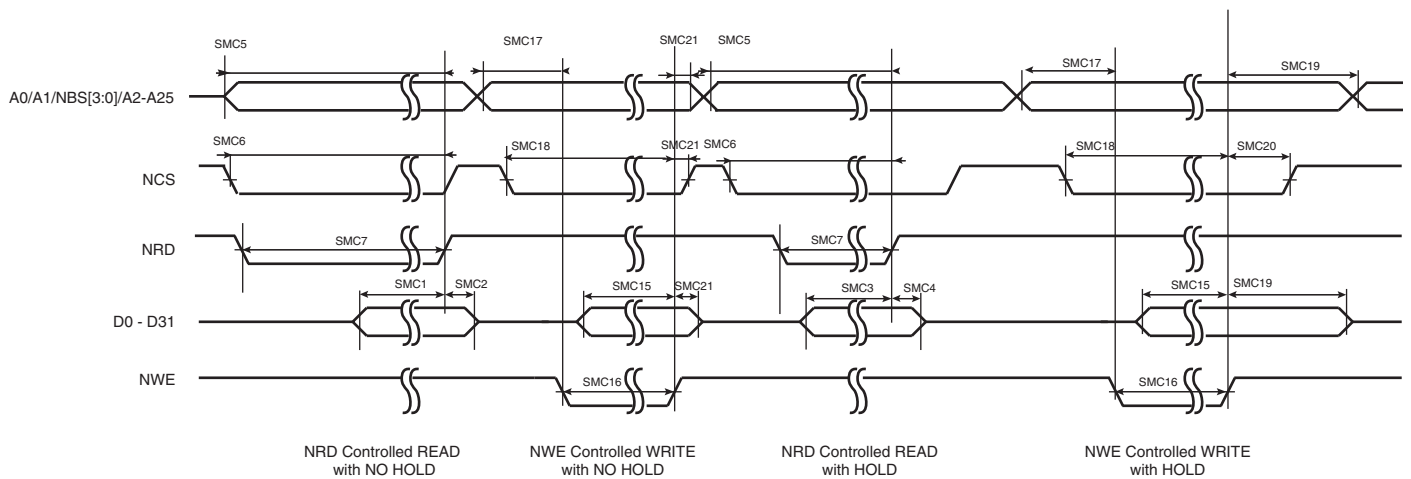 SMC5 SMC17 SMC21 SMC5 SMC17 SMC19
A0/A1/NBS[3:0]/A2-A25
SMC6 SMC18 SMC21 SMC6 SMC18 SMC20
NCS
NRD SMC7 SMC7
SMC1 SMC2 SMC15 SMC21 SMC3 SMC4 SMC15 SMC19
D0 - D31
NWE SMC16 SMC16
NRD Controlled READ
with NO HOLD
NWE Controlled WRITE
with NO HOLD
NRD Controlled READ
with HOLD
NWE Controlled WRITE
with HOLD